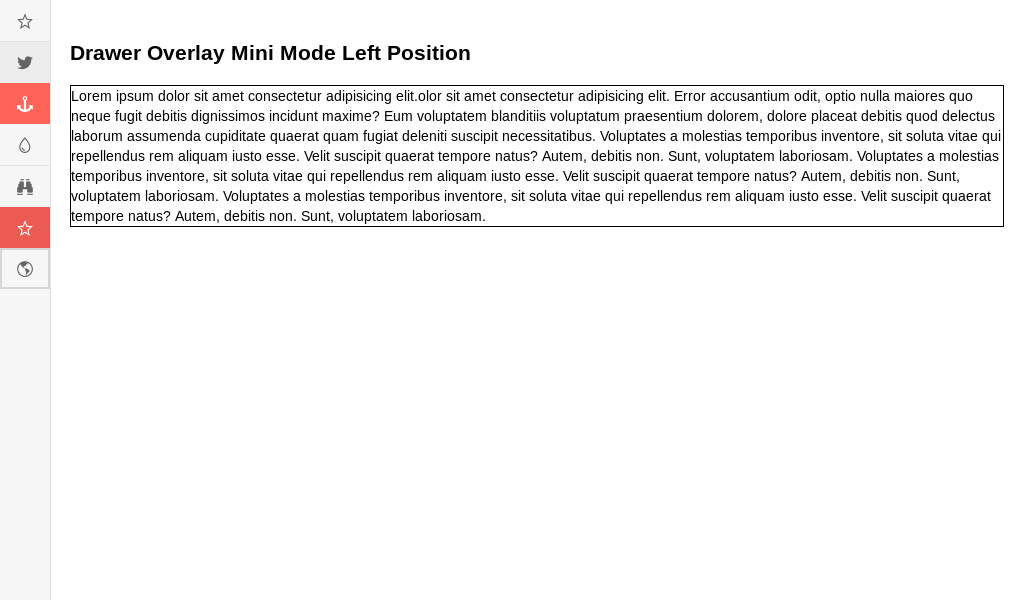 Drawer Overlay Mini Mode Left Position
Lorem ipsum dolor sit amet consectetur adipisicing elit.olor sit amet consectetur adipisicing elit. Error accusantium odit, optio nulla maiores quo
neque fugit debitis dignissimos incidunt maxime? Eum voluptatem blanditiis voluptatum praesentium dolorem, dolore placeat debitis quod delectus
laborum assumenda cupiditate quaerat quam fugiat deleniti suscipit necessitatibus. Voluptates a molestias temporibus inventore, sit soluta vitae qui
repellendus rem aliquam iusto esse. Velit suscipit quaerat tempore natus? Autem, debitis non. Sunt, voluptatem laboriosam. Voluptates a molestias
temporibus inventore, sit soluta vitae qui repellendus rem aliquam iusto esse. Velit suscipit quaerat tempore natus? Autem, debitis non. Sunt,
voluptatem laboriosam. Voluptates a molestias temporibus inventore, sit soluta vitae qui repellendus rem aliquam iusto esse. Velit suscipit quaerat
tempore natus? Autem, debitis non. Sunt, voluptatem laboriosam.